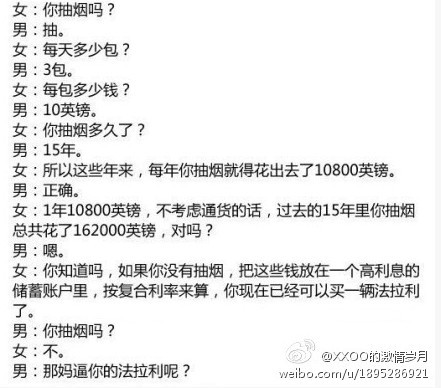 女：你抽烟吗？
男：抽。
女：每天多少包？
男：3包。
女：每包多少钱？
男：10英镑。
女：你抽烟多久了？
男：15年。
女：所以这些年来，每年你抽烟就得花出去了10800英镑。
男：正确。
女：1年10800英镑，不考虑通货的话，过去的15年里你抽烟
总共花了162000英镑，对吗？
男：嗯。
女：你知道吗，如果你没有抽烟，把这些钱放在一个高利息的
储蓄账户里，按复合利率来算，你现在已经可以买一辆法拉利
了。
男：你抽烟吗？
女：不。
男：那妈逼你的法拉利呢？
@XXOO的激情岁月
weibo.com/u/1895286921